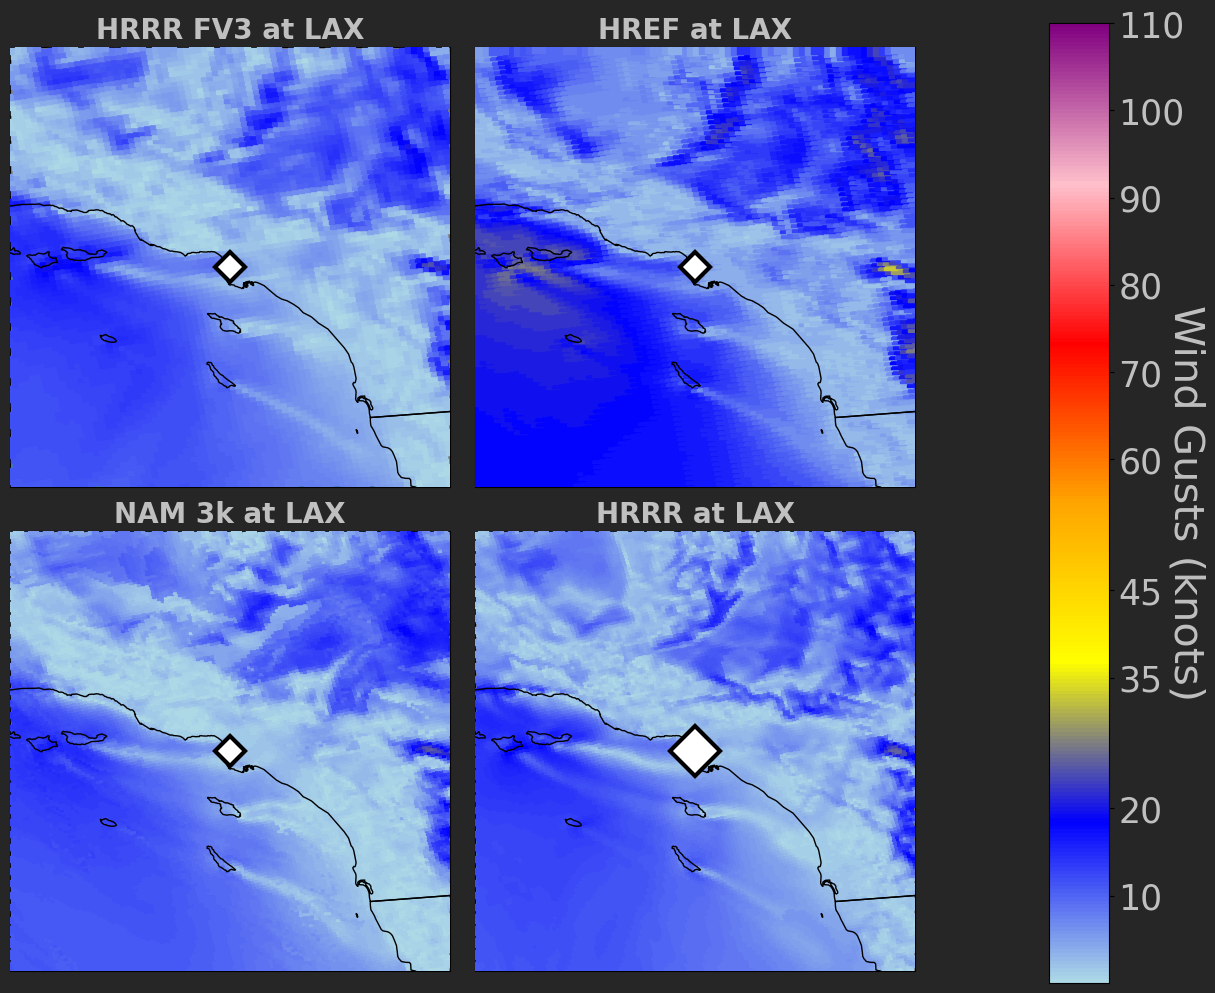 HRRR FV3 at LAX
HREF at LAX
NAM 3k at LAX
HRRR at LAX
110
100
90
80
70
60
45
35
20
10
Wind Gusts (knots)